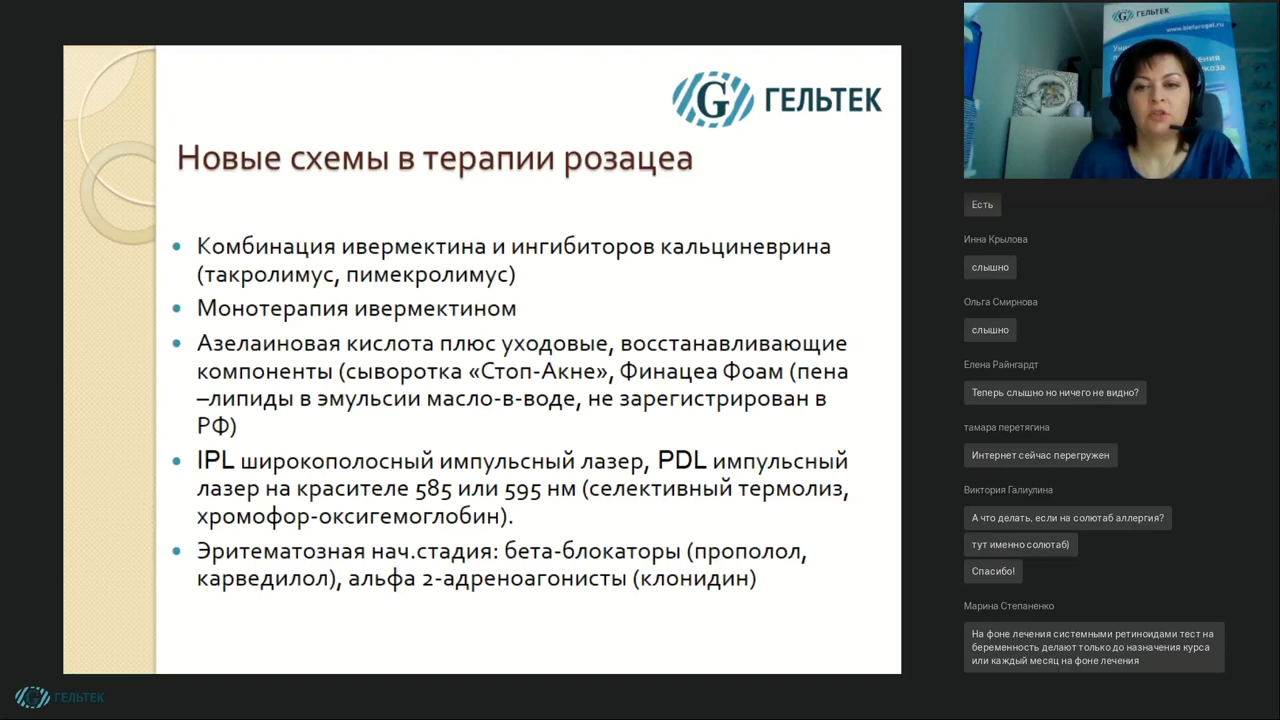 ГЕЛЬТЕК
Новые схемы в терапии розацеа
Комбинация ивермектина и ингибиторов кальциневрина
(такролимус, пимекролимус)
Монотерапия ивермектином
Азелаиновая кислота плюс уходовые, восстанавливающие
компоненты (сыворотка «Стоп-Акне», Финацеа Фоам (пена
–липиды в эмульсии масло-в-воде, не зарегистрирован в
РФ)
IPL широкополосный импульсный лазер, PDL импульсный
лазер на красителе 585 или 595 нм (селективный термолиз,
хромофор-оксигемоглобин).
Эритематозная нач.стадия: бета-блокаторы (прополол,
карведилол), альфа 2-адреноагонисты (клонидин)
ГЕЛЬТЕК
ГЕЛЬТЕК
Есть
Инна Крылова
слышно
Ольга Смирнова
слышно
Елена Райнгардт
Теперь слышно но ничего не видно?
тамара перетягина
Интернет сейчас перегружен
Виктория Галиулина
А что делать, если на солютаб аллергия?
тут именно солютаб)
Спасибо!
Марина Степаненко
На фоне лечения системными ретиноидами тест на
беременность делают только до назначения курса
или каждый месяц на фоне лечения